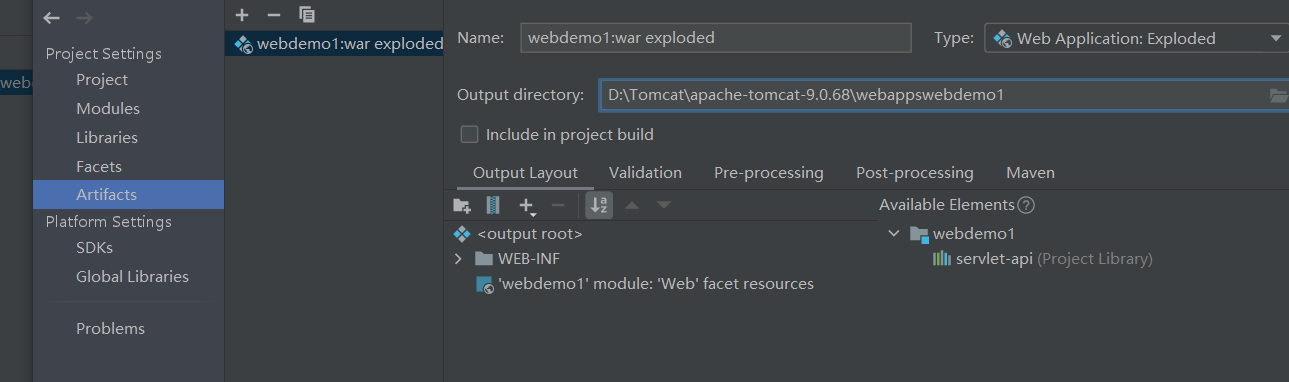 Project Settings
Project
Modules
Libraries
Facets
Artifacts
Platform Settings
SDKs
Global Libraries
Problems
webdemo1:war exploded
Name: webdemo1:war exploded Type: Web Application: Exploded
Output directory: D:\Tomcat\apache-tomcat-9.0.68\webappswebdemo1
Include in project build
Output Layout Validation Pre-processing Post-processing Maven
Available Elements ?
<output root>
WEB-INF
'webdemo1' module: 'Web' facet resources
webdemo1
servlet-api (Project Library)